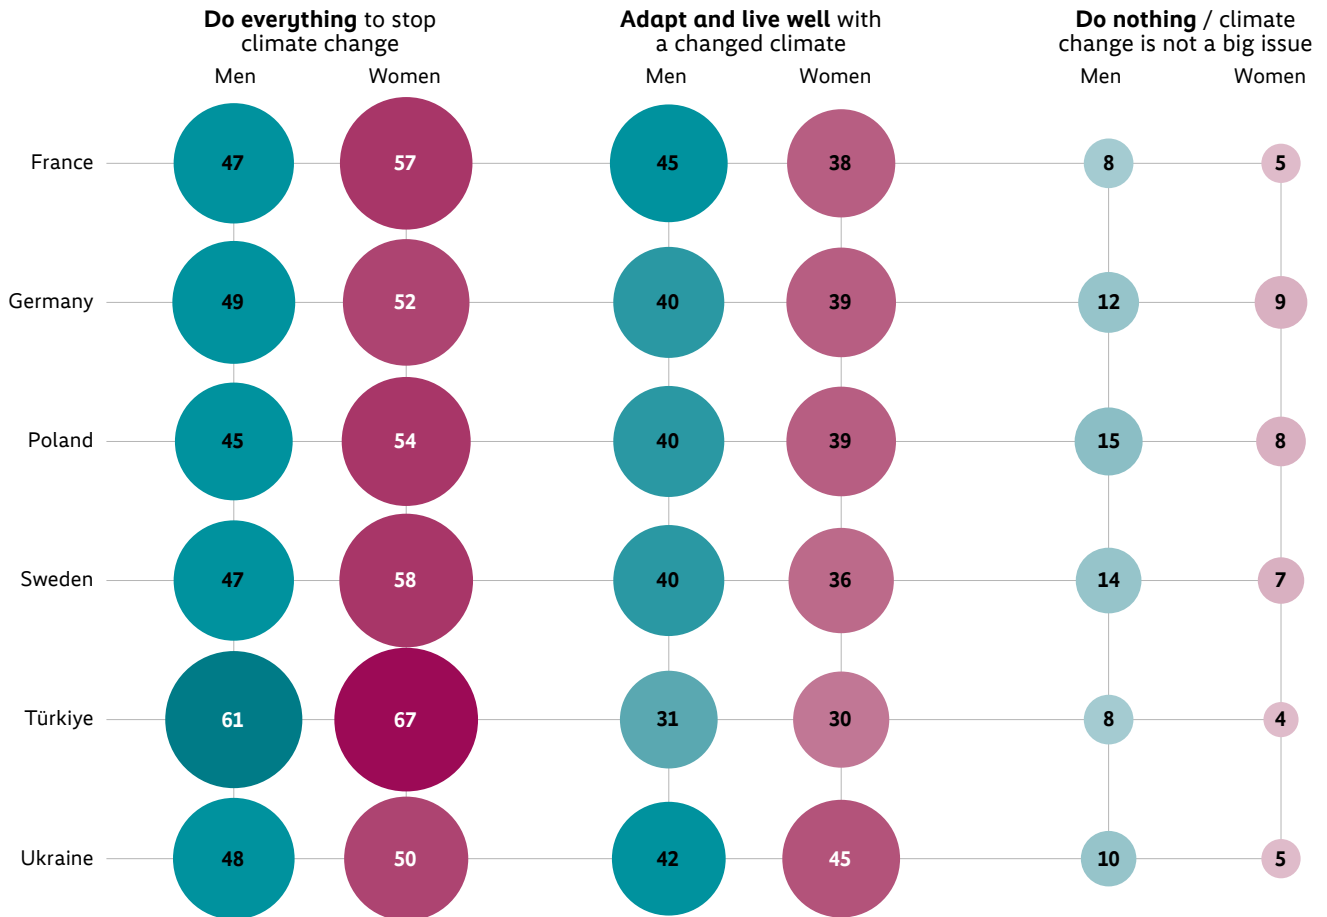 Do everything to stop
climate change
Adapt and live well with
a changed climate
Do nothing / climate
change is not a big issue
Men Women Men Women Men Women
France 47 57 45 38 8 5
Germany 49 52 40 39 12 9
Poland 45 54 40 39 15 8
Sweden 47 58 40 36 14 7
Türkiye 61 67 31 30 8 4
Ukraine 48 50 42 45 10 5